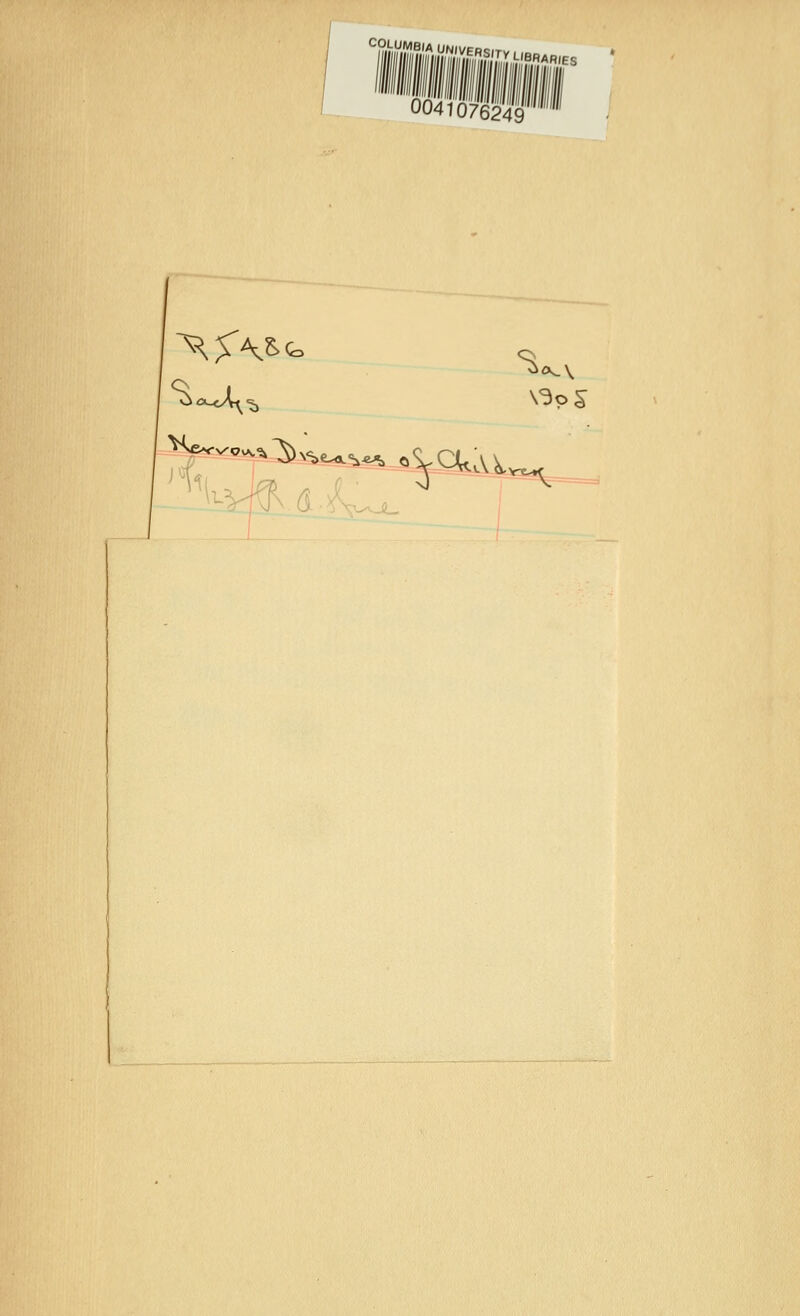 COLUMBIA UNIVERSITY LIBRARIES
0041076249
RJ486
Sa1
Sachs
1905
Nervous Diseases of Children